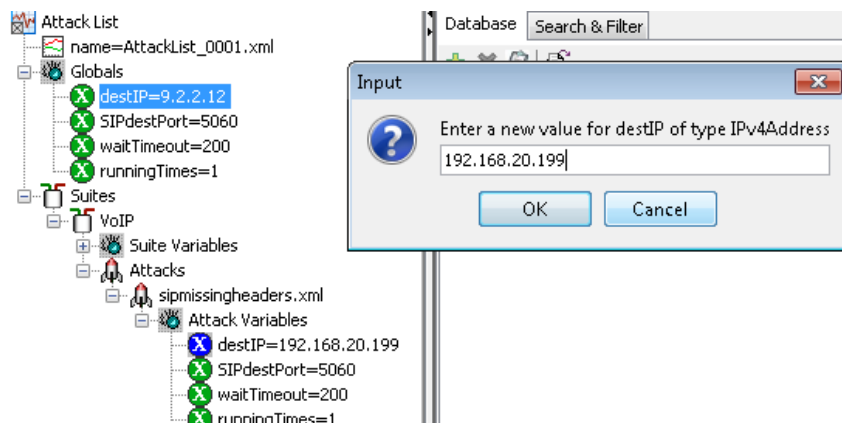 Attack List
name=AttackList_0001.xml
Globals
destIP=9.2.2.12
SIPdestPort=5060
waitTimeout=200
runningTimes=1
Suites
VoIP
Suite Variables
Attacks
sipmissingheaders.xml
Attack Variables
destIP=192.168.20.199
SIPdestPort=5060
waitTimeout=200
runningTimes=1
Database Search & Filter
Input
Enter a new value for destIP of type IPv4Address
192.168.20.199
OK Cancel